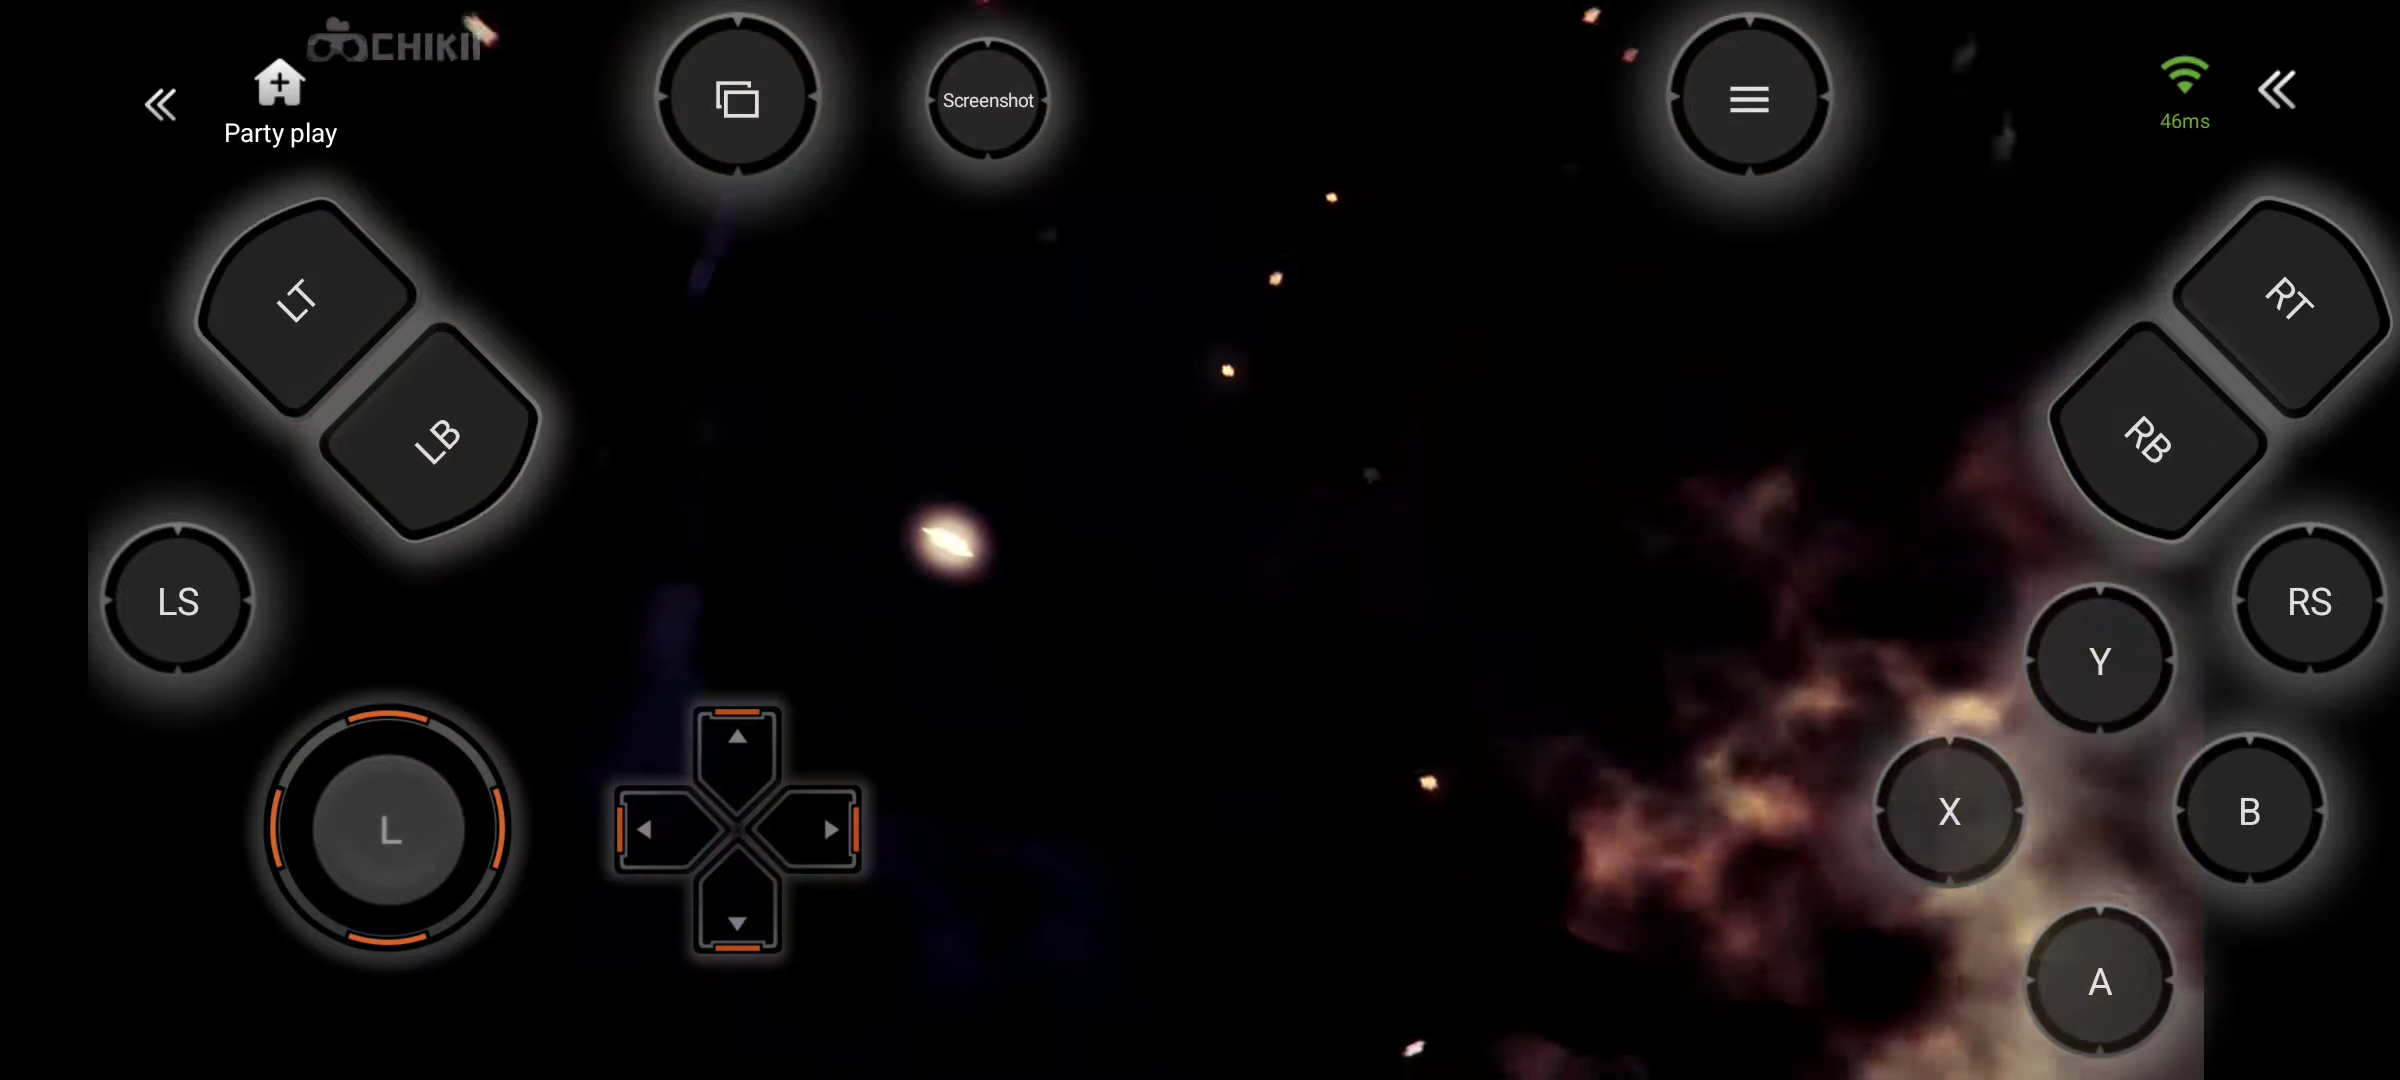 CHIKII
Party play
Screenshot
46ms
LT
RT
LB
RB
LS
RS
Y
L
X
B
A